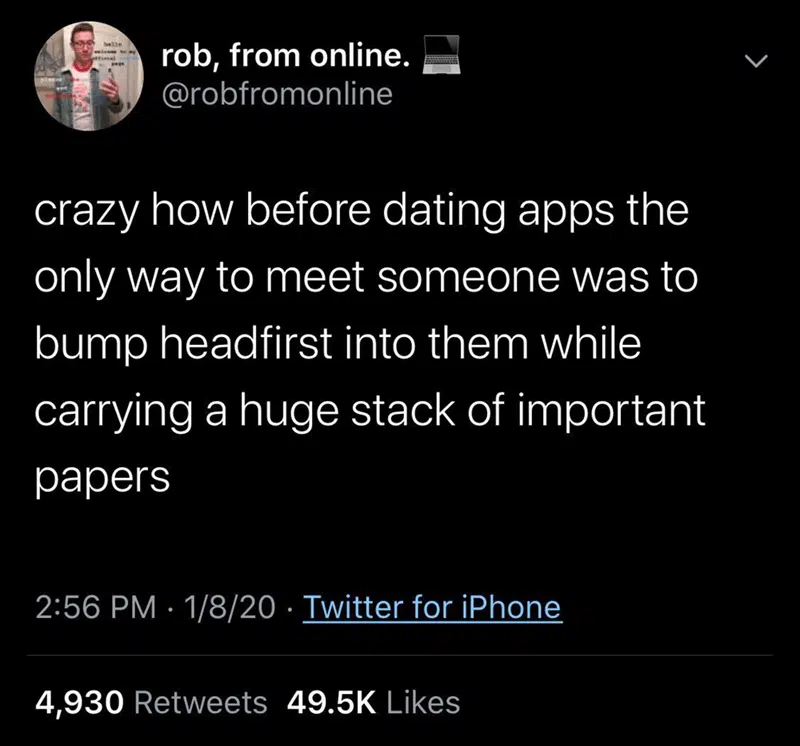 rob, from online. 💻
@robfromonline
crazy how before dating apps the
only way to meet someone was to
bump headfirst into them while
carrying a huge stack of important
papers
2:56 PM · 1/8/20 · Twitter for iPhone
4,930 Retweets 49.5K Likes